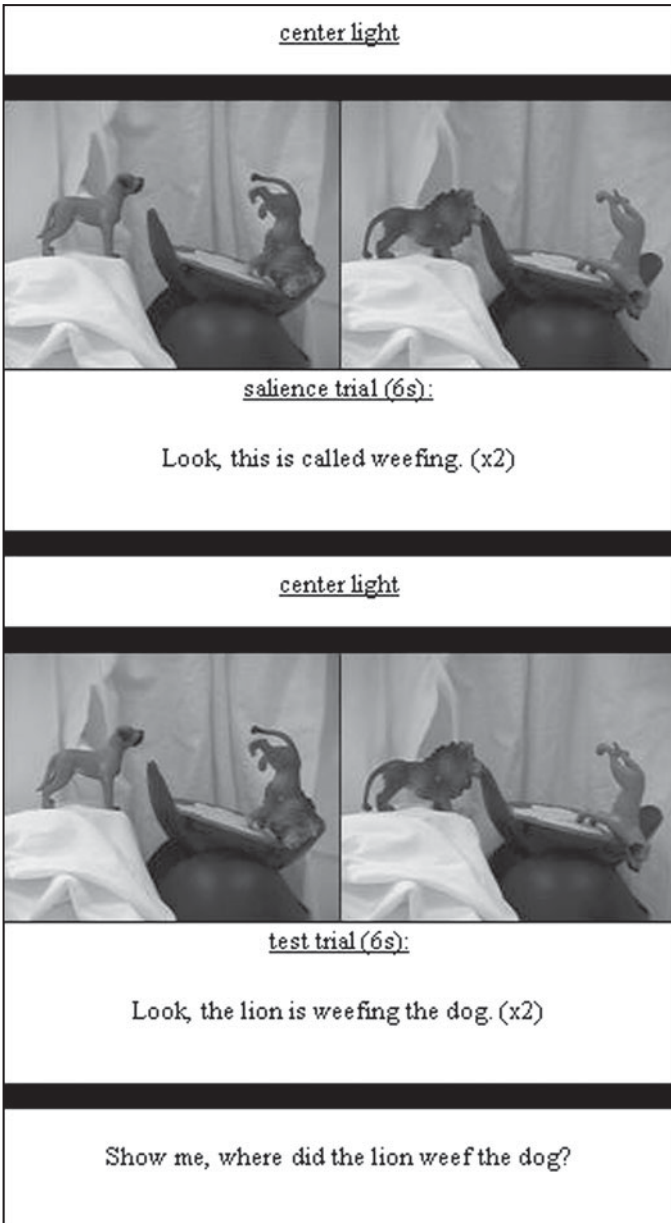 center light
salience trial (6s):
Look, this is called weefing. (x2)
center light
test trial (6s):
Look, the lion is weefing the dog. (x2)
Show me, where did the lion weef the dog?